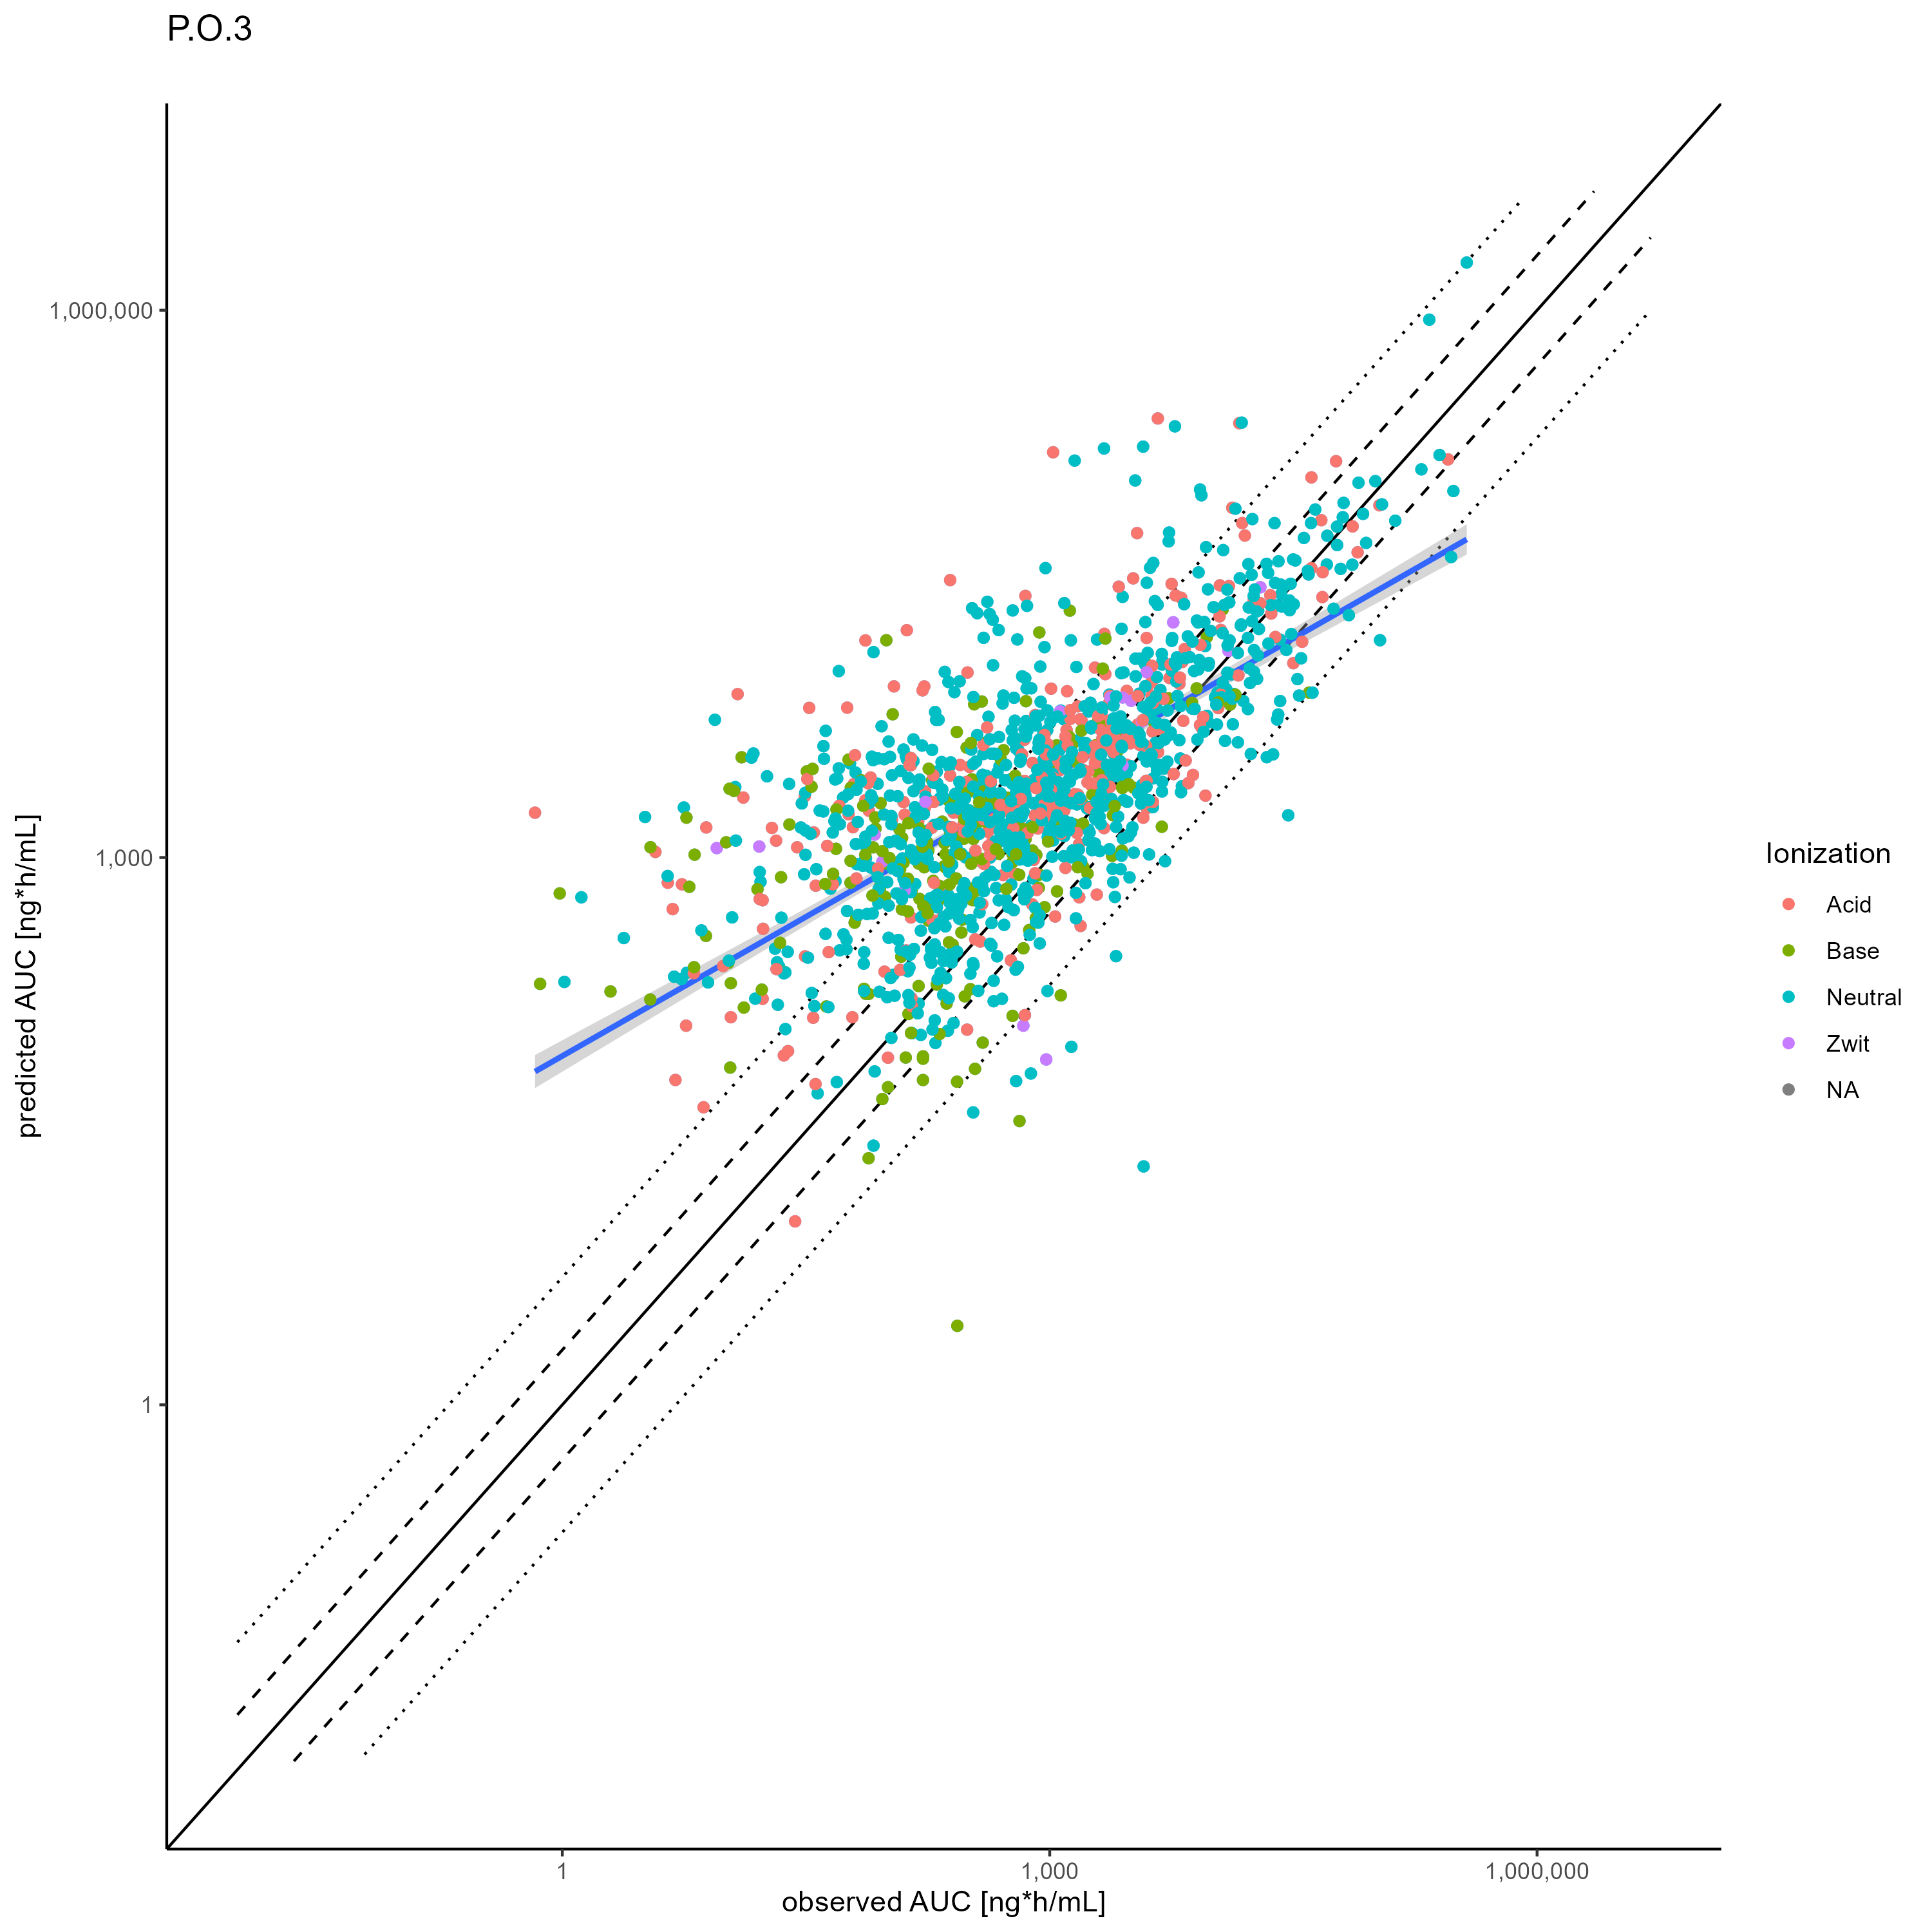 P.O.3
predicted AUC [ng*h/mL]
1,000,000
1,000
1
1
1,000
1,000,000
observed AUC [ng*h/mL]
Ionization
Acid
Base
Neutral
Zwit
NA